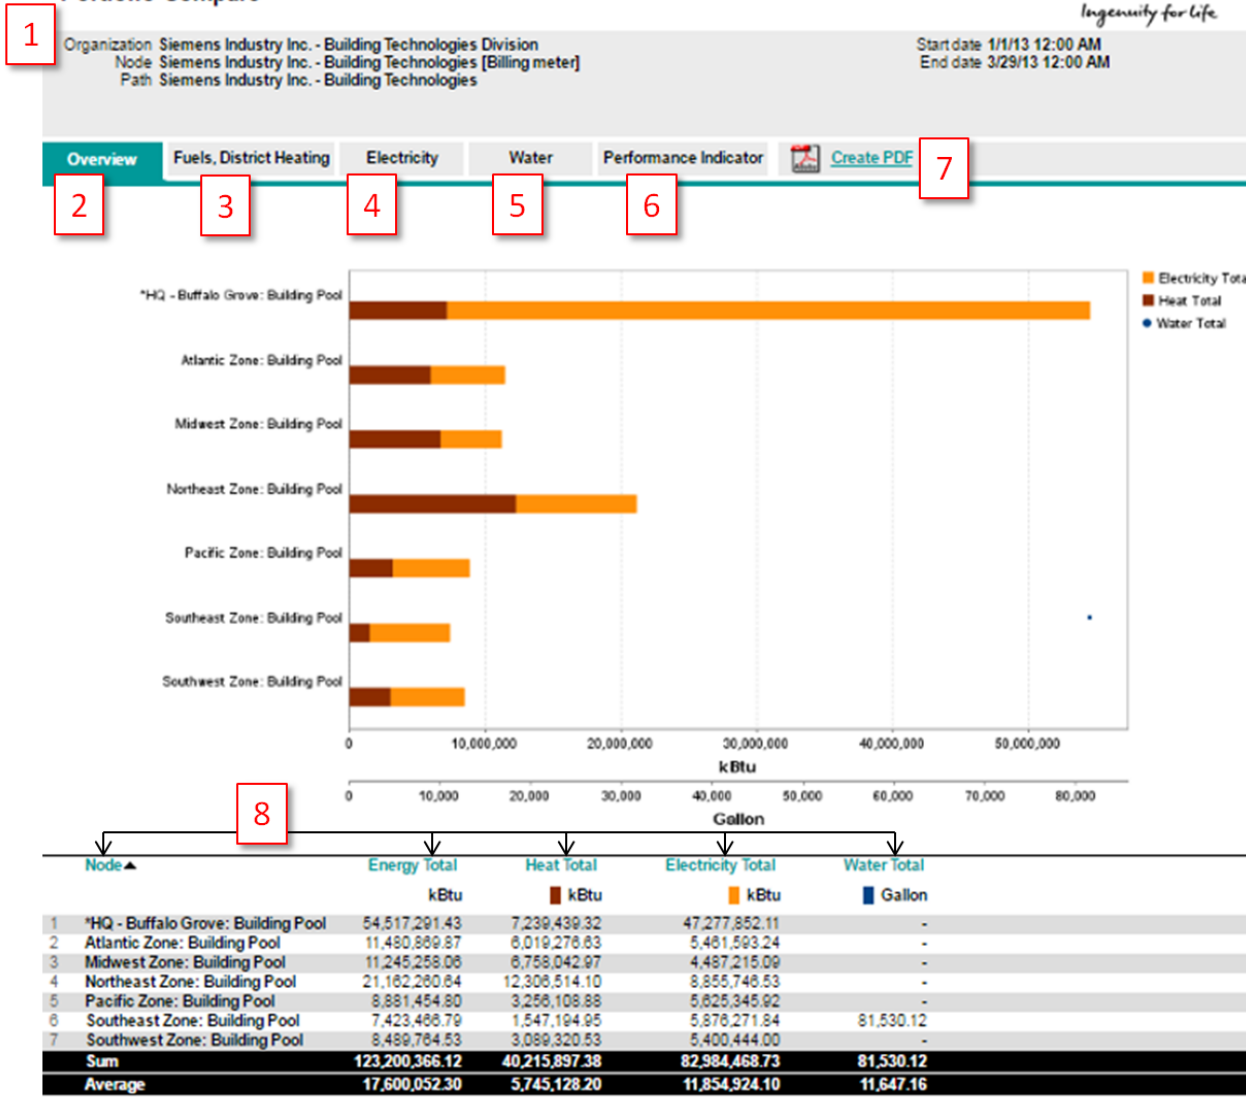 Ingenuity for life
1
Organization Siemens Industry Inc. - Building Technologies Division
Start date 1/1/13 12:00 AM
Node Siemens Industry Inc. - Building Technologies [Billing meter]
End date 3/29/13 12:00 AM
Path Siemens Industry Inc. - Building Technologies
Overview Fuels, District Heating Electricity Water Performance Indicator Create PDF 7
2 3 4 5 6
*HQ - Buffalo Grove: Building Pool
Electricity Tota
Heat Total
Water Total
Atlantic Zone: Building Pool
Midwest Zone: Building Pool
Northeast Zone: Building Pool
Pacific Zone: Building Pool
Southeast Zone: Building Pool
Southwest Zone: Building Pool
0 10,000,000 20,000,000 30,000,000 40,000,000 50,000,000
kBtu
0 10,000 20,000 30,000 40,000 50,000 60,000 70,000 80,000
Gallon
8
Node Energy Total Heat Total Electricity Total Water Total
kBtu kBtu kBtu Gallon
1 *HQ - Buffalo Grove: Building Pool 54,517,291.43 7,239,439.32 47,277,852.11 -
2 Atlantic Zone: Building Pool 11,480,869.87 6,019,276.63 5,461,593.24 -
3 Midwest Zone: Building Pool 11,245,258.06 6,758,042.97 4,487,215.09 -
4 Northeast Zone: Building Pool 21,162,260.64 12,306,514.10 8,855,746.53 -
5 Pacific Zone: Building Pool 8,881,454.80 3,256,108.88 5,625,345.92 -
6 Southeast Zone: Building Pool 7,423,466.79 1,547,194.95 5,876,271.84 81,530.12
7 Southwest Zone: Building Pool 8,489,764.53 3,089,320.53 5,400,444.00 -
Sum 123,200,366.12 40,215,897.38 82,984,468.73 81,530.12
Average 17,600,052.30 5,745,128.20 11,854,924.10 11,647.16